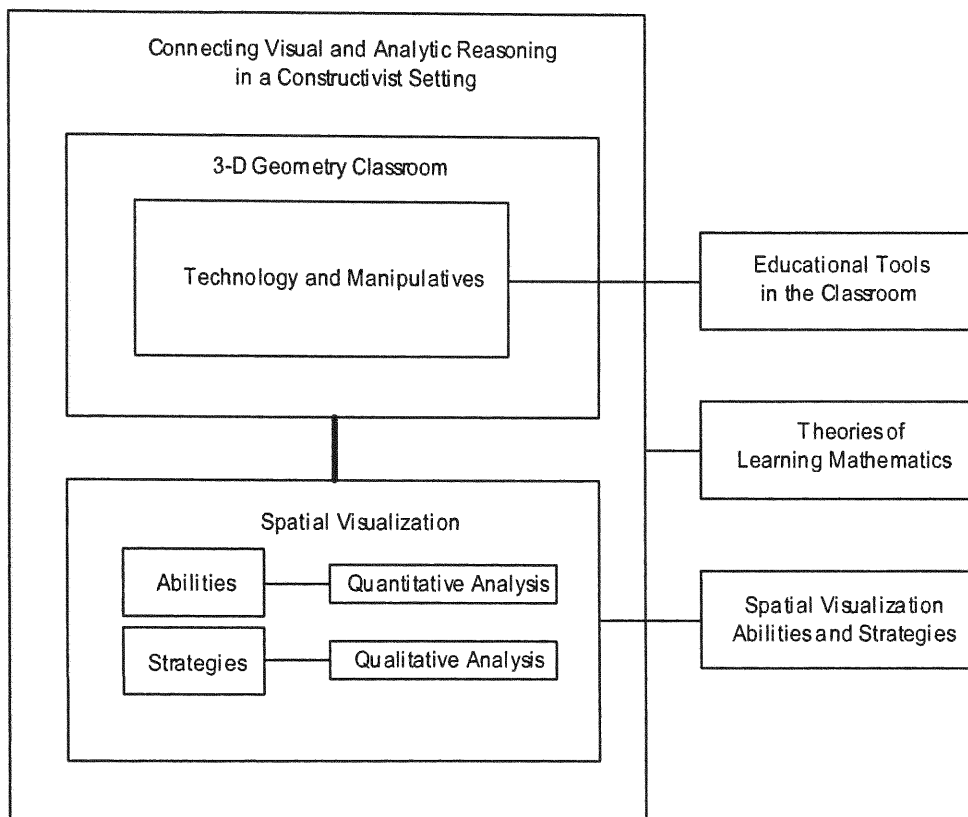 Connecting Visual and Analytic Reasoning
in a Constructivist Setting
3-D Geometry Classroom
Technology and Manipulatives
Educational Tools
in the Classroom
Theories of
Learning Mathematics
Spatial Visualization
Abilities
Quantitative Analysis
Strategies
Qualitative Analysis
Spatial Visualization
Abilities and Strategies